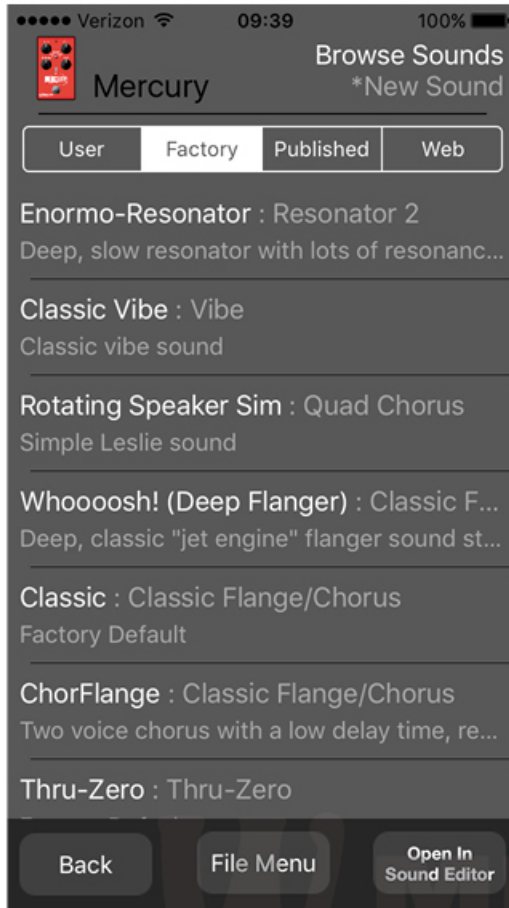 Verizon 09:39 100%
Browse Sounds
Mercury *New Sound
User Factory Published Web
Enormo-Resonator : Resonator 2
Deep, slow resonator with lots of resonanc...
Classic Vibe : Vibe
Classic vibe sound
Rotating Speaker Sim : Quad Chorus
Simple Leslie sound
Whoooosh! (Deep Flanger) : Classic F...
Deep, classic "jet engine" flanger sound st...
Classic : Classic Flange/Chorus
Factory Default
ChorFlange : Classic Flange/Chorus
Two voice chorus with a low delay time, re...
Thru-Zero : Thru-Zero
Back File Menu Open In
Sound Editor